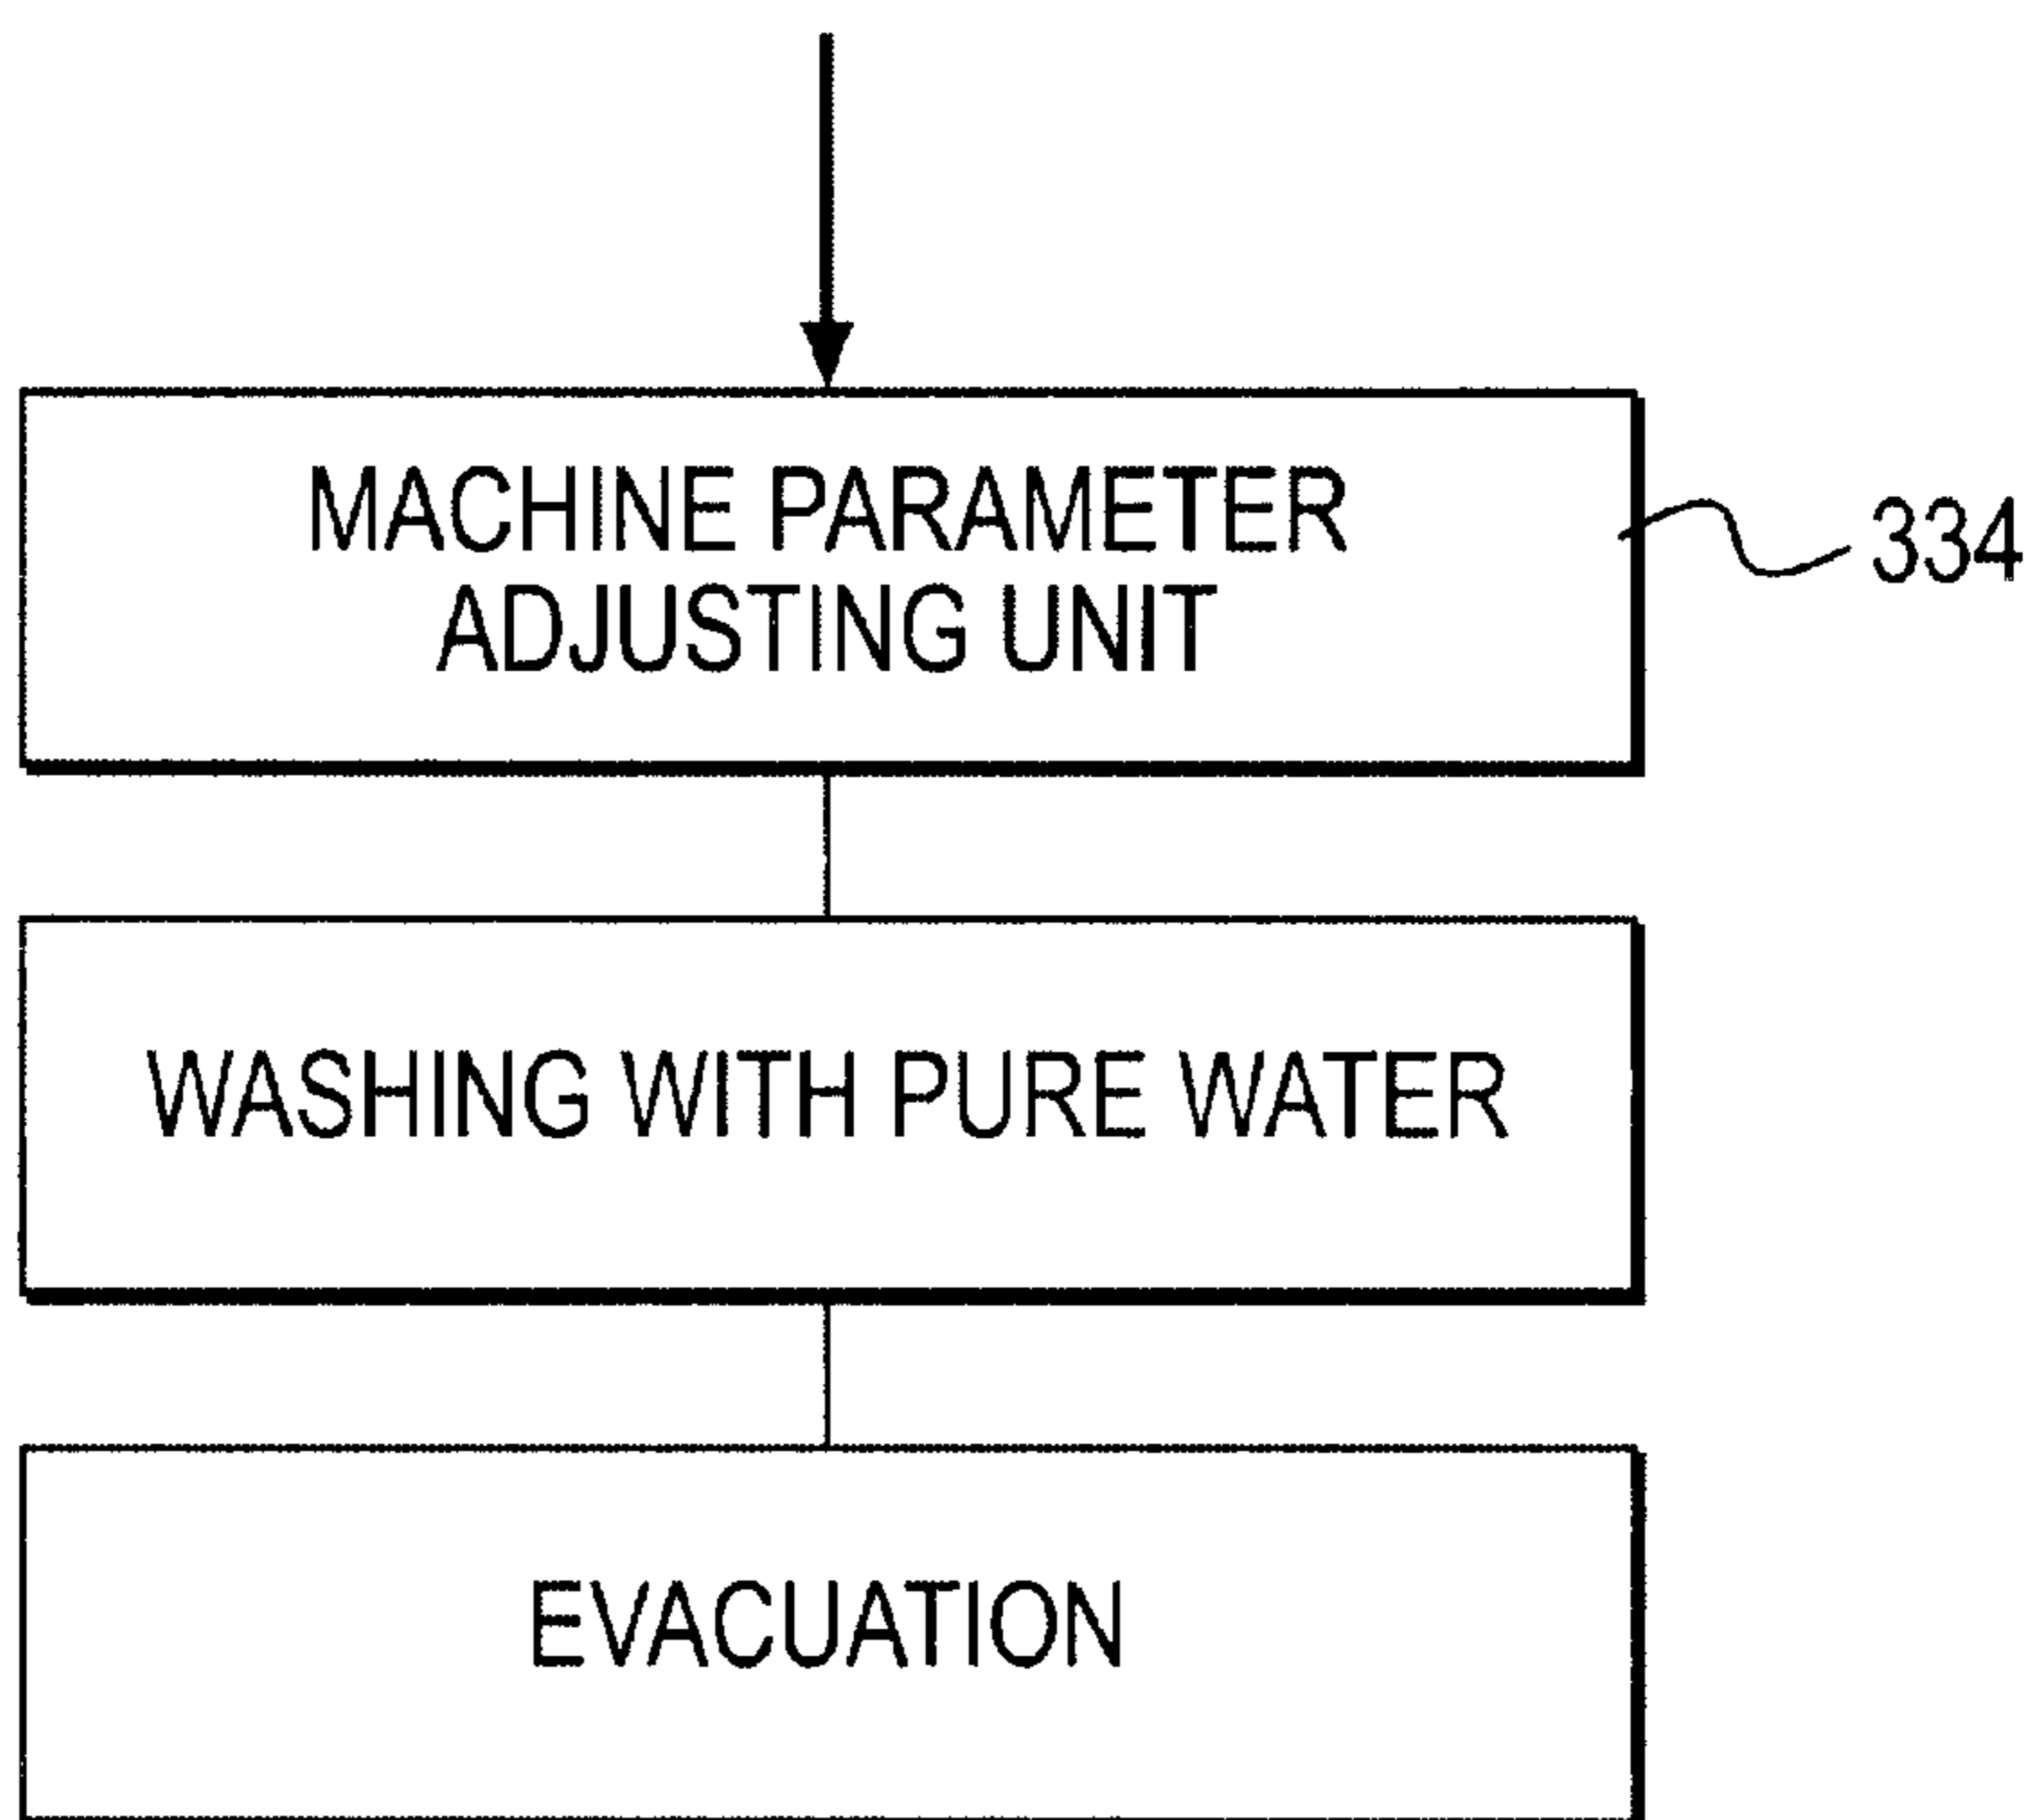 MACHINE PARAMETER
ADJUSTING UNIT
334
WASHING WITH PURE WATER
EVACUATION